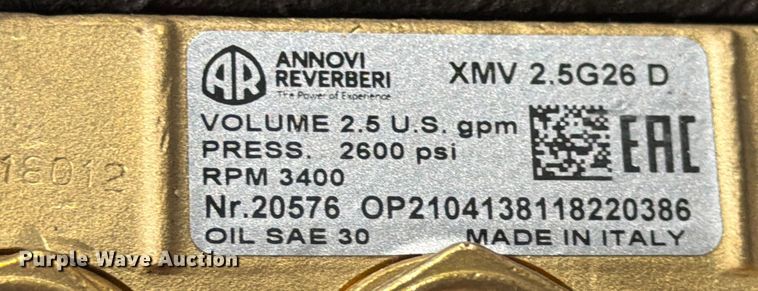 ANNOVI
REVERBERI
AR
The Power of Experience
XMV 2.5G26 D
VOLUME 2.5 U.S. gpm
PRESS. 2600 psi
RPM 3400
EAC
Nr.20576 OP2104138118220386
OIL SAE 30 MADE IN ITALY
18012
Purple Wave Auction